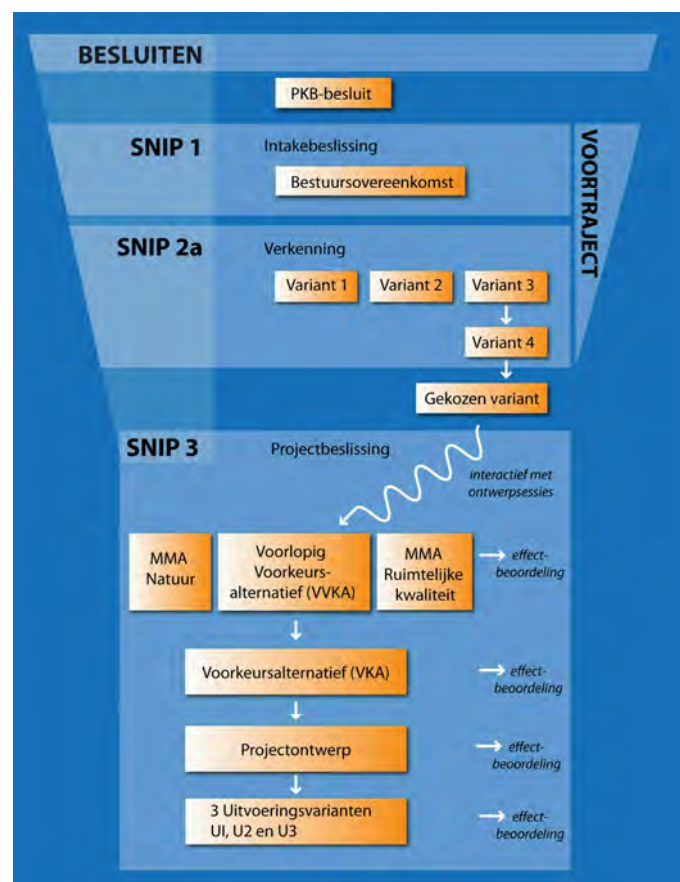 BESLUITEN
PKB-besluit
SNIP 1
Intakebeslissing
Bestuursovereenkomst
VOORTRAJECT
SNIP 2a
Verkenning
Variant 1
Variant 2
Variant 3
Variant 4
Gekozen variant
SNIP 3
Projectbeslissing
interactief met
ontwerpsessies
MMA
Natuur
Voorlopig
Voorkeurs-
alternatief (VVKA)
MMA
Ruimtelijke
kwaliteit
effect-
beoordeling
Voorkeursalternatief (VKA)
effect-
beoordeling
Projectontwerp
effect-
beoordeling
3 Uitvoeringsvarianten
UI, U2 en U3
effect-
beoordeling